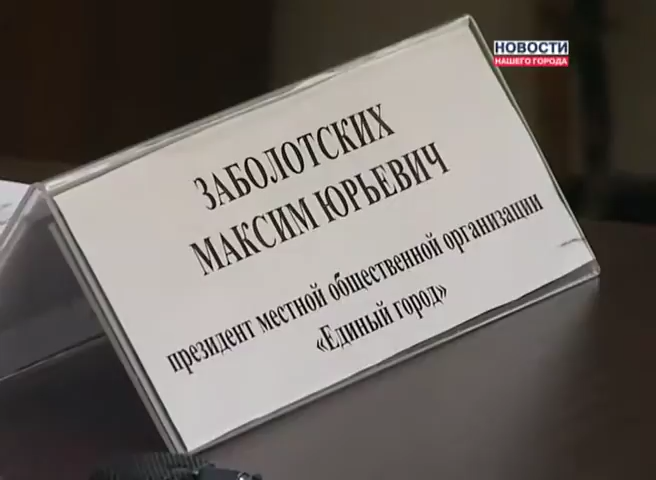 НОВОСТИ
НАШЕГО ГОРОДА
ЗАБОЛОТСКИХ
МАКСИМ ЮРЬЕВИЧ
президент местной общественной организации
«Единый город»